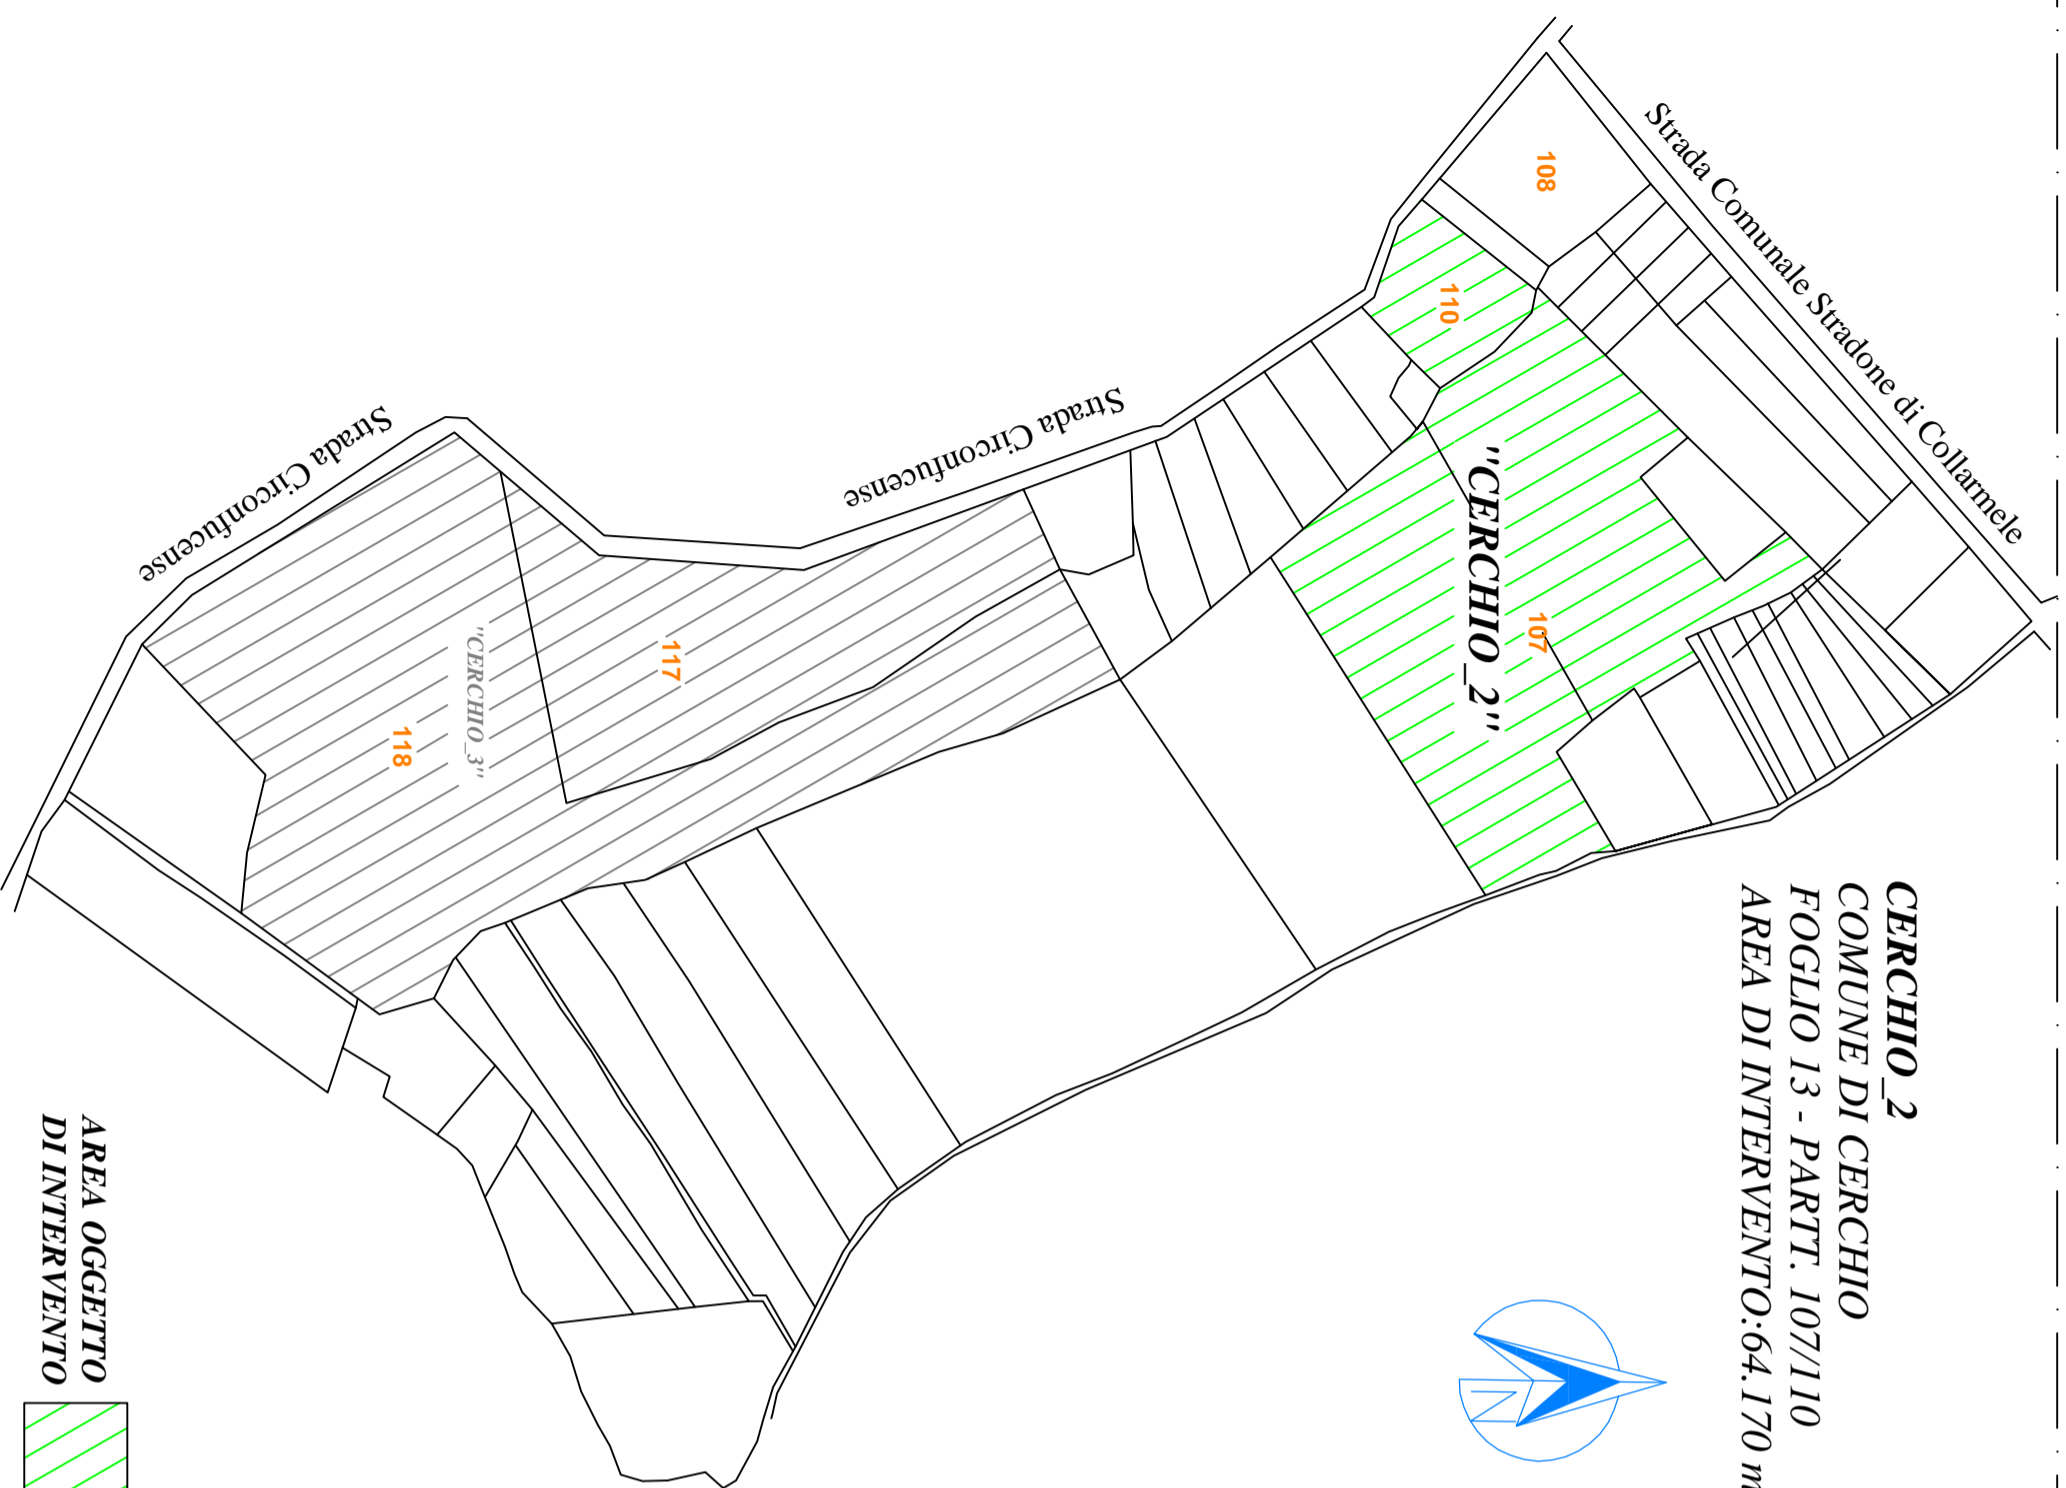 CERCHIO_2
COMUNE DI CERCHIO
FOGLIO 13 - PARTT. 107/110
AREA DI INTERVENTO:64.170 m
Strada Comunale Stradone di Collarmele
108
110
107
"CERCHIO_2"
Strada Circonfucense
117
"CERCHIO_3"
118
Strada Circonfucense
N
AREA OGGETTO
DI INTERVENTO